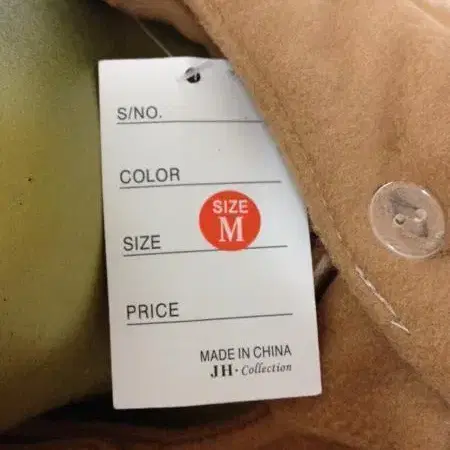 S/NO.
COLOR
SIZE
M
SIZE
PRICE
MADE IN CHINA
JH·Collection